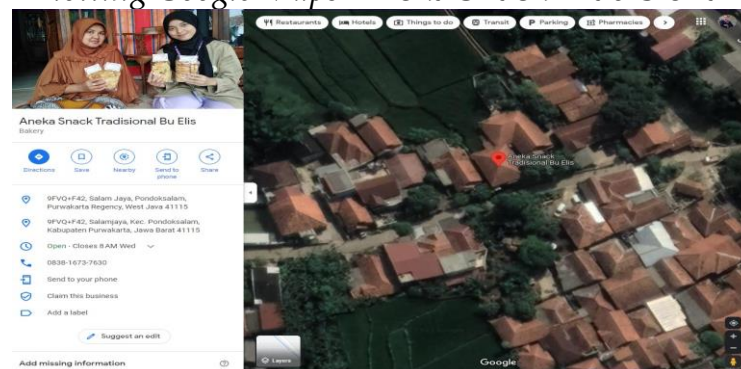 Restaurants
Hotels
Things to do
Transit
Parking
Pharmacies
Aneka Snack Tradisional Bu Elis
Bakery
Directions
Save
Nearby
Send to
phone
Share
9FVQ+F42, Salam Jaya, Pondoksalam,
Purwakarta Regency, West Java 41115
9FVQ+F42, Salamjaya, Kec. Pondoksalam,
Kabupaten Purwakarta, Jawa Barat 41115
Open - Closes 8 AM Wed
0838-1673-7630
Send to your phone
Claim this business
Add a label
Suggest an edit
Add missing information
Aneka Snack
Tradisional Bu Elis
Layers
Google